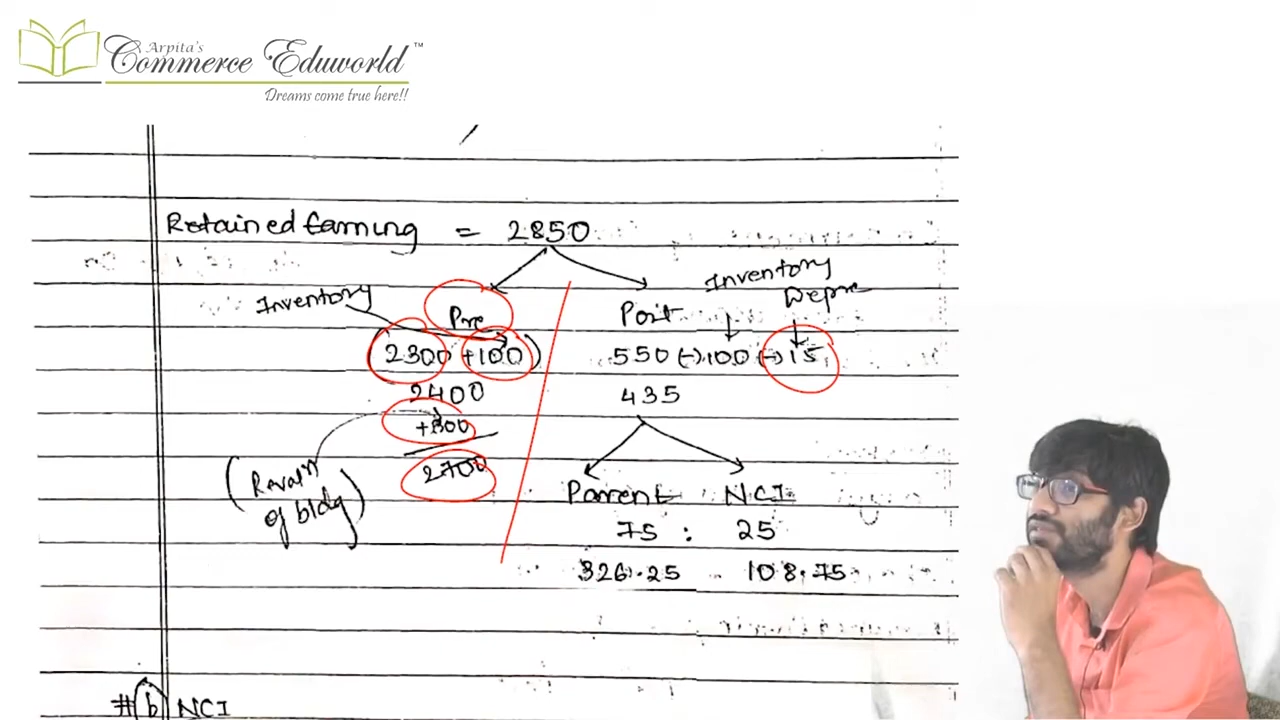 Arpita's
Commerce Eduworld™
Dreams come true here!!
Retained Earning = 2850
Inventory Pre Post Inventory Depre
(2300 +100) 550 (-) 100 (-) 15
2400 435
+300
2700
(Revaln of bldg)
Parent NCI
75 : 25
326.25 108.75
# (b) NCI